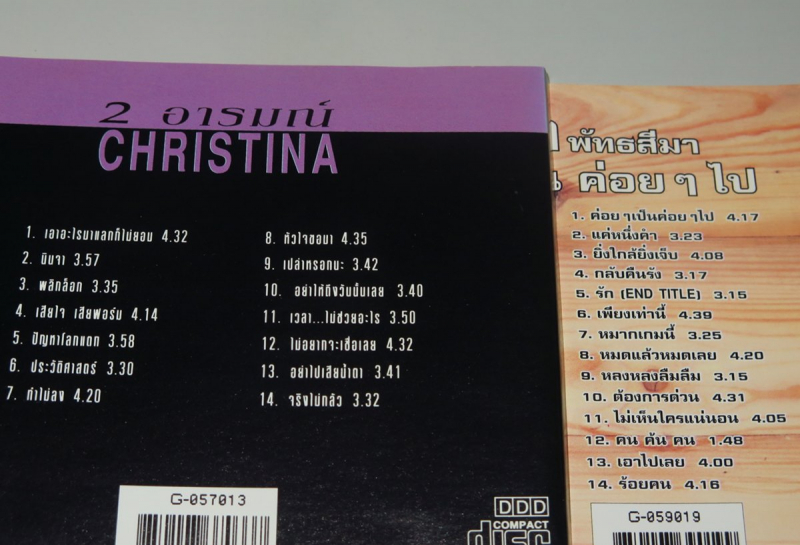 2 อารมณ์
CHRISTINA
1. เอาอะไรมาแลกก็ไม่ยอม 4.32
2. นินจา 3.57
3. พลิกล็อก 3.35
4. เสียใจ เสียฟอร์ม 4.14
5. ปัญหาโลกแตก 3.58
6. ประวัติศาสตร์ 3.30
7. ทำไม่ลง 4.20
8. หัวใจขอมา 4.35
9. เปล่าหรอกนะ 3.42
10. อย่าให้ถึงวันนั้นเลย 3.40
11. เวลา...ไม่ช่วยอะไร 3.50
12. ไม่อยากจะเชื่อเลย 4.32
13. อย่าไปเสียน้ำตา 3.41
14. จริงไม่กลัว 3.32
G-057013
DDD
COMPACT
disc
พัทธสีมา
ค่อย ๆ ไป
1. ค่อย ๆเป็นค่อย ๆไป 4.17
2. แค่หนึ่งคำ 3.23
3. ยิ่งใกล้ยิ่งเจ็บ 4.08
4. กลับคืนรัง 3.17
5. รัก (END TITLE) 3.15
6. เพียงเท่านี้ 4.39
7. หมากเกมนี้ 3.25
8. หมดแล้วหมดเลย 4.20
9. หลงหลงลืมลืม 3.15
10. ต้องการด่วน 4.31
11. ไม่เห็นใครแน่นอน 4.05
12. คน ค้น คน 1.48
13. เอาไปเลย 4.00
14. ร้อยคน 4.16
G-059019